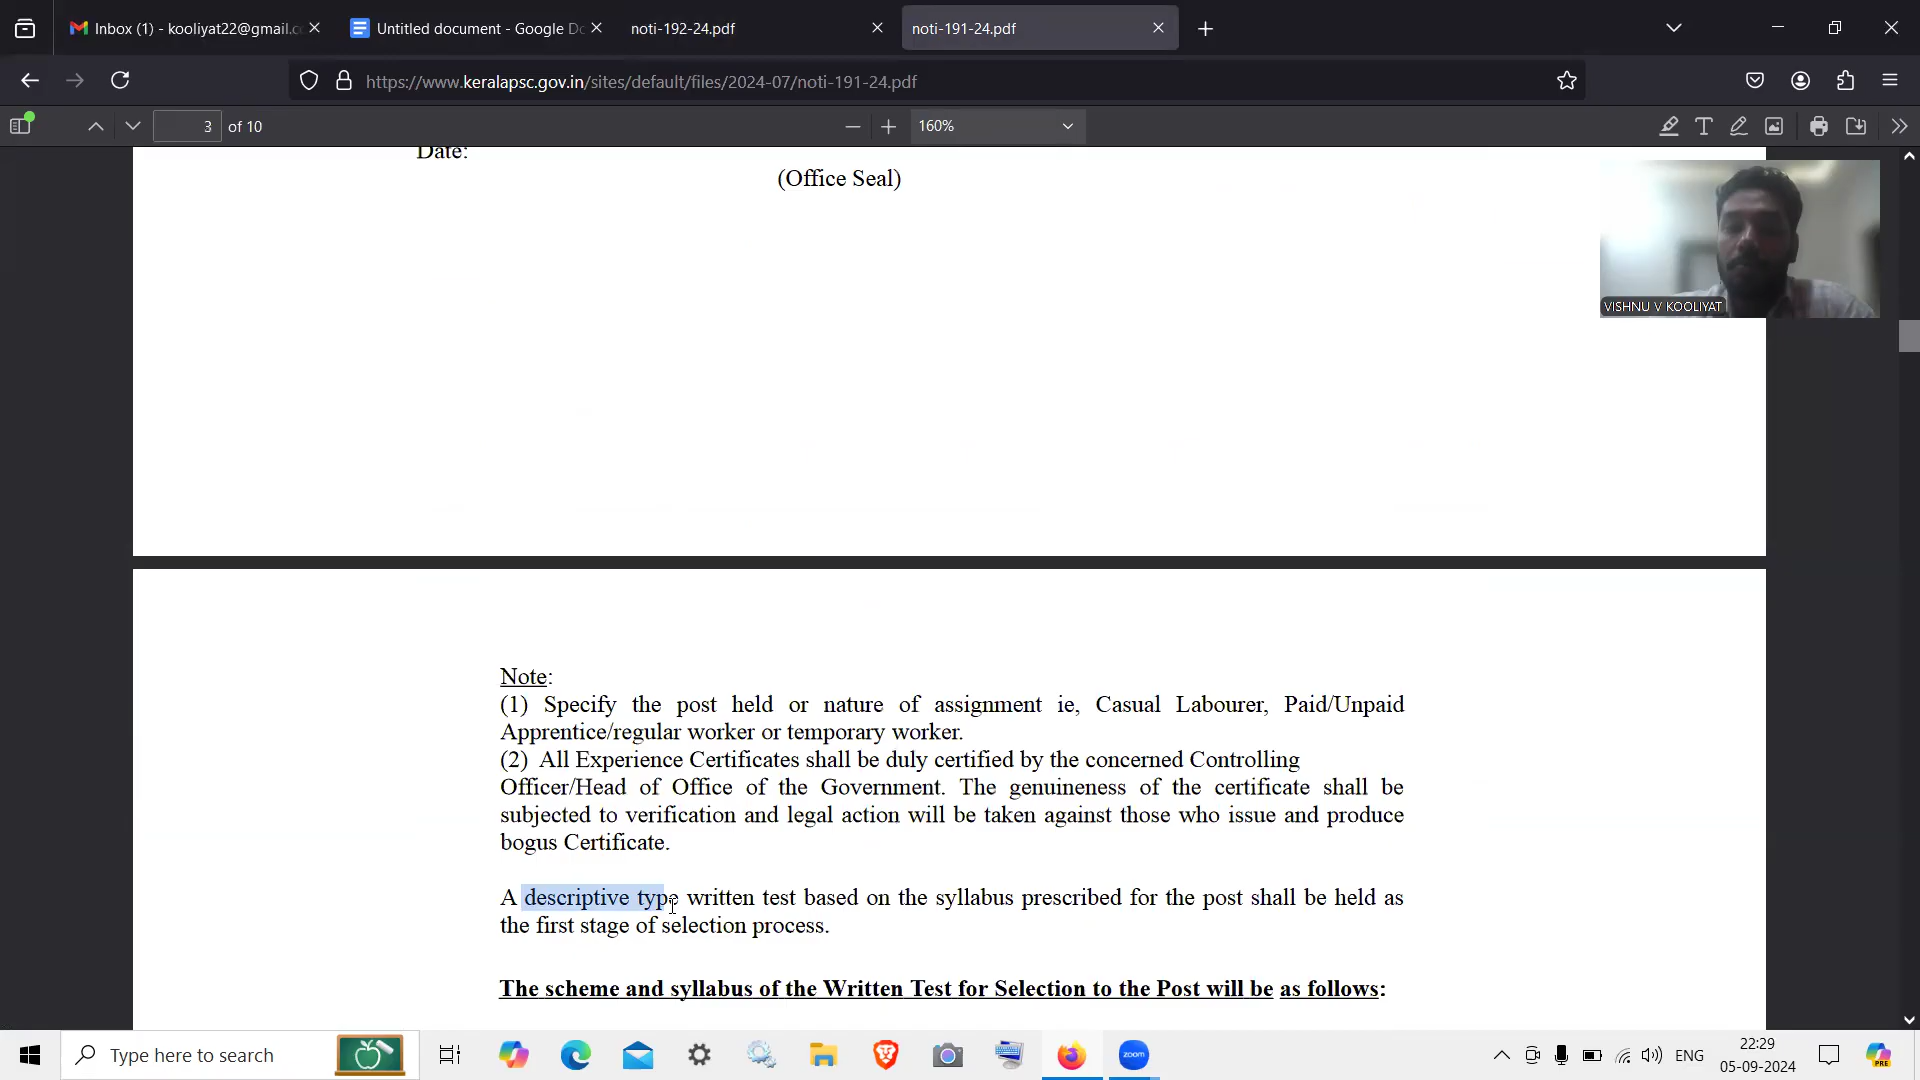 Inbox (1) - kooliyat22@gmail.c
Untitled document - Google Do
noti-192-24.pdf
noti-191-24.pdf
https://www.keralapsc.gov.in/sites/default/files/2024-07/noti-191-24.pdf
3 of 10
160%
Date:
(Office Seal)
VISHNU V KOOLIYAT
Note:
(1) Specify the post held or nature of assignment ie, Casual Labourer, Paid/Unpaid
Apprentice/regular worker or temporary worker.
(2) All Experience Certificates shall be duly certified by the concerned Controlling
Officer/Head of Office of the Government. The genuineness of the certificate shall be
subjected to verification and legal action will be taken against those who issue and produce
bogus Certificate.
A descriptive type written test based on the syllabus prescribed for the post shall be held as
the first stage of selection process.
The scheme and syllabus of the Written Test for Selection to the Post will be as follows:
Type here to search
zoom
ENG
22:29
05-09-2024
PRE